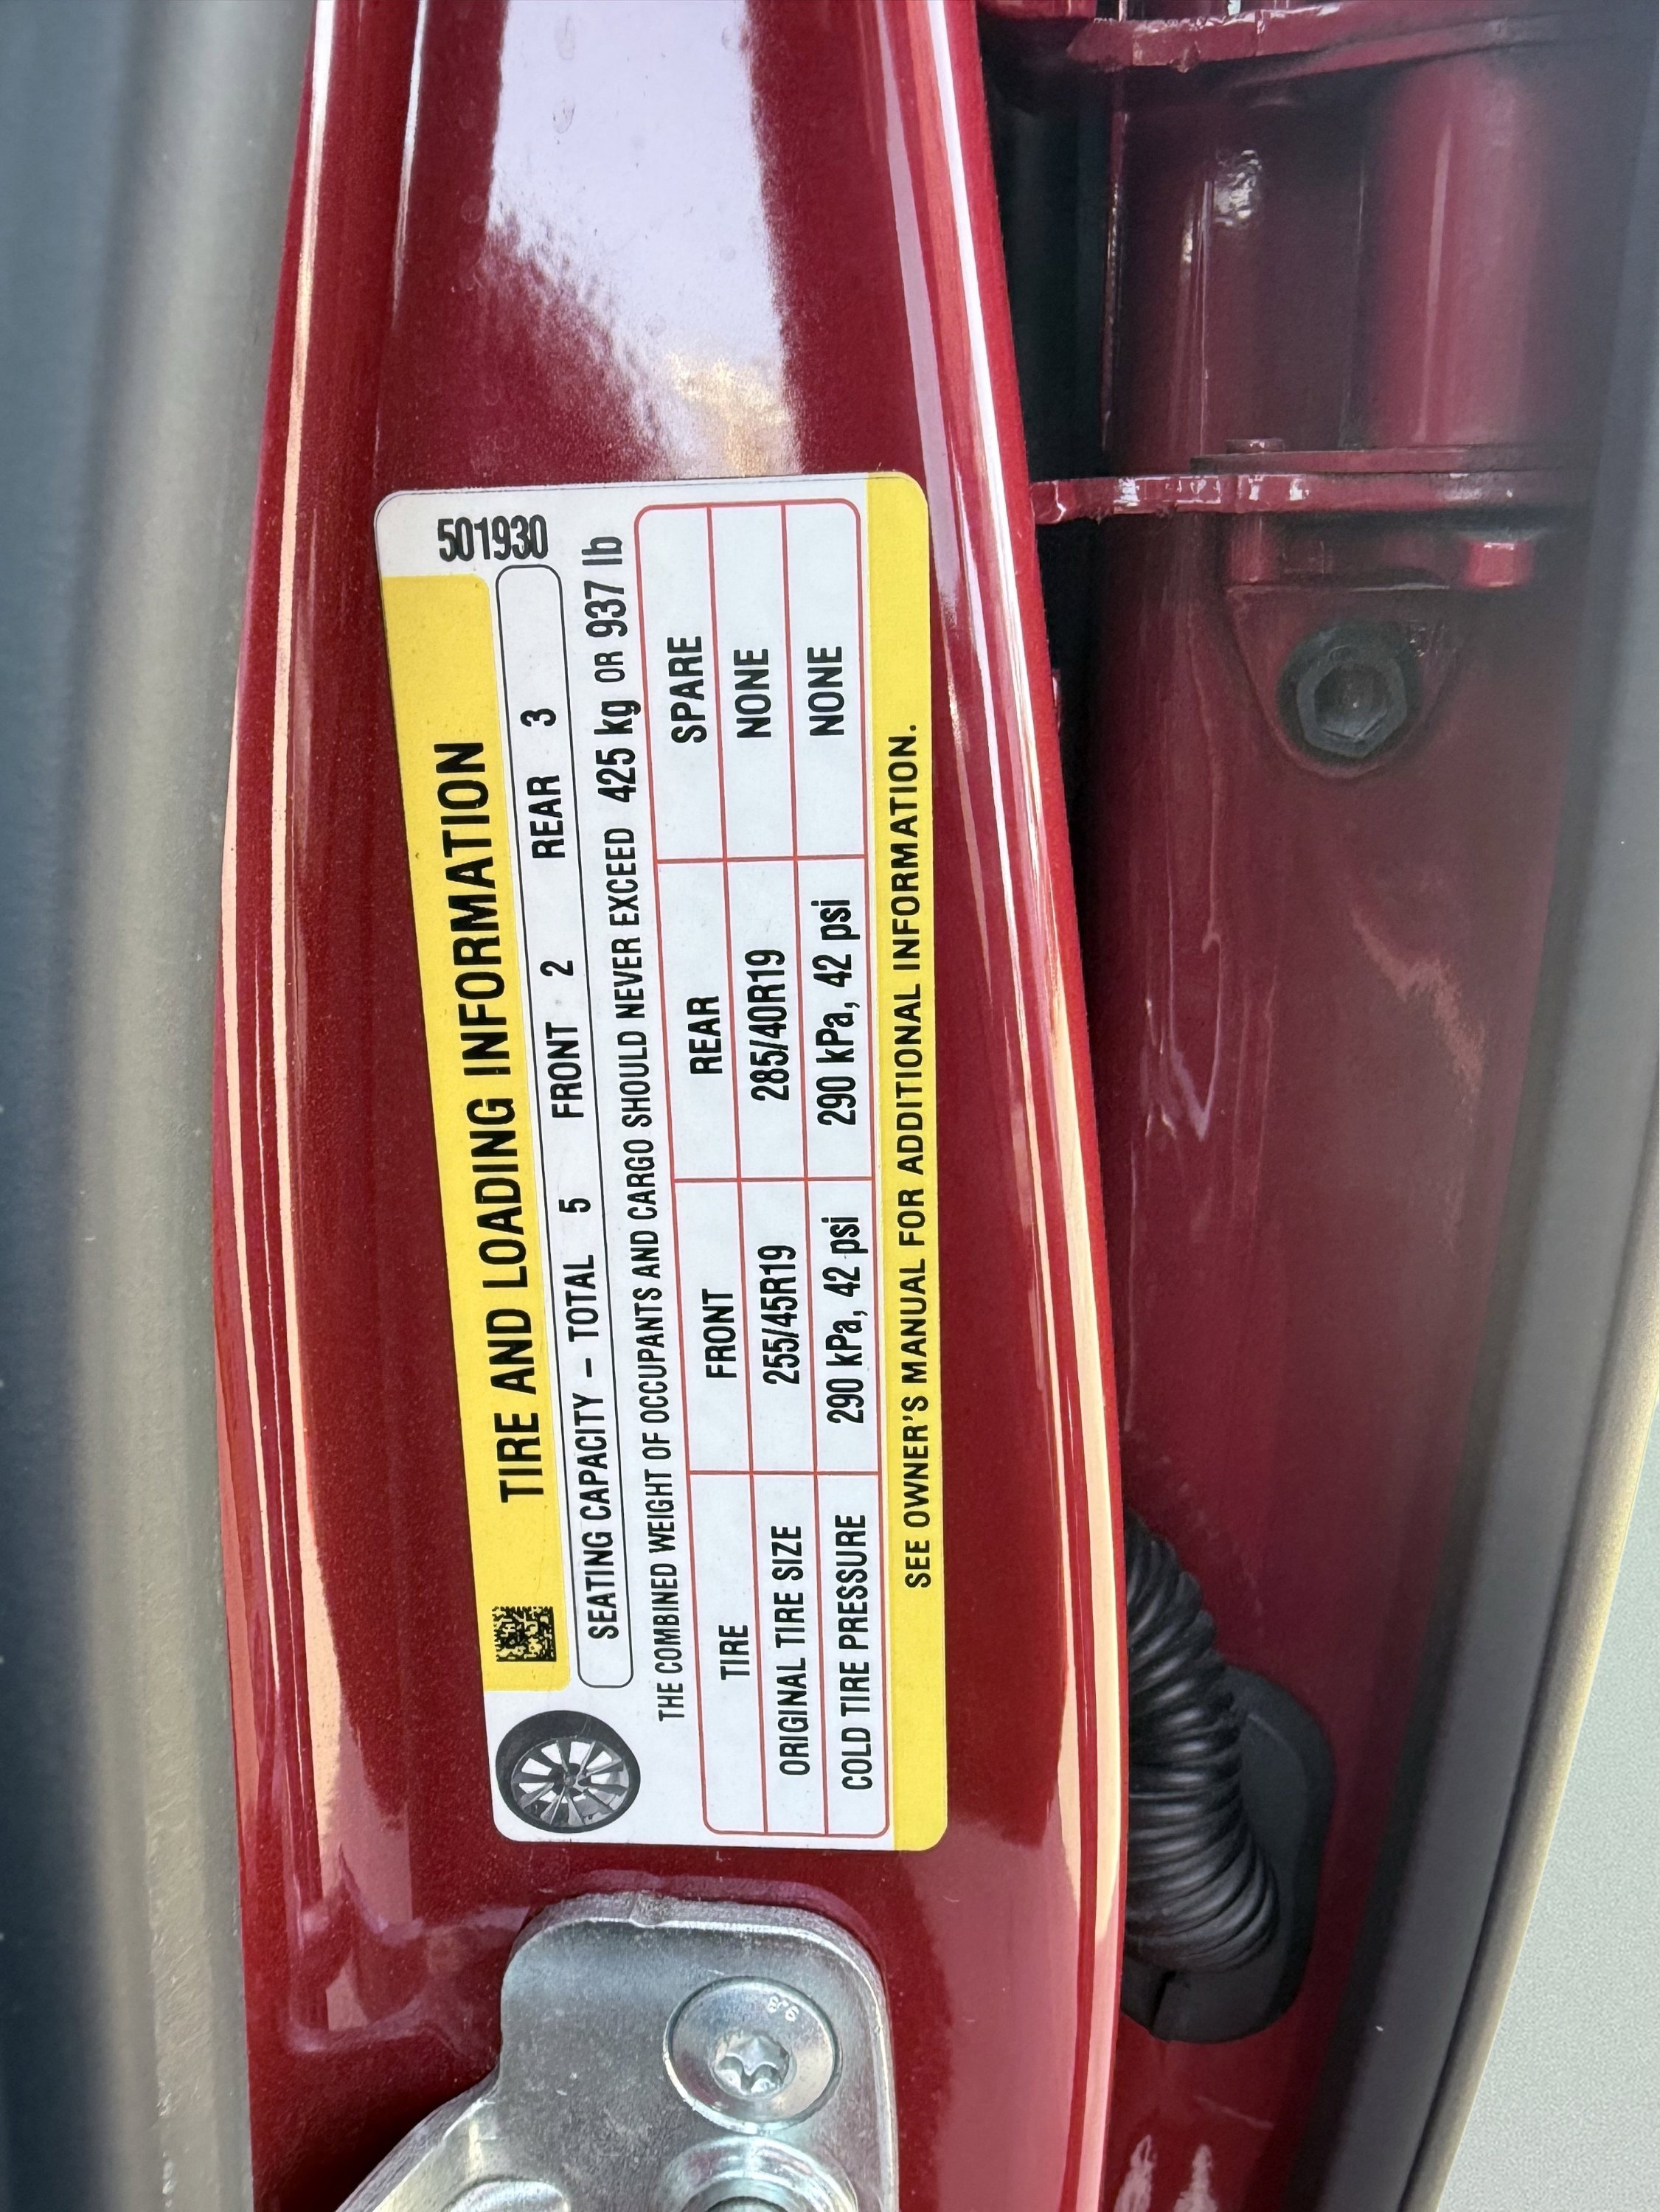 501930
TIRE AND LOADING INFORMATION
SEATING CAPACITY – TOTAL 5 FRONT 2 REAR 3
THE COMBINED WEIGHT OF OCCUPANTS AND CARGO SHOULD NEVER EXCEED 425 kg OR 937 lb
TIRE FRONT REAR SPARE
ORIGINAL TIRE SIZE 255/45R19 285/40R19 NONE
COLD TIRE PRESSURE 290 kPa, 42 psi 290 kPa, 42 psi NONE
SEE OWNER'S MANUAL FOR ADDITIONAL INFORMATION.